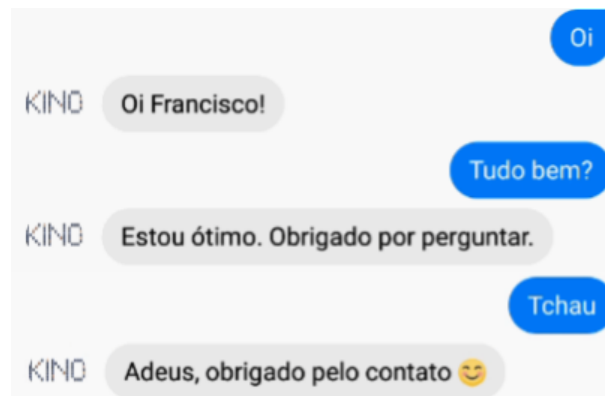 Oi
KINO Oi Francisco!
Tudo bem?
KINO Estou ótimo. Obrigado por perguntar.
Tchau
KINO Adeus, obrigado pelo contato 😊